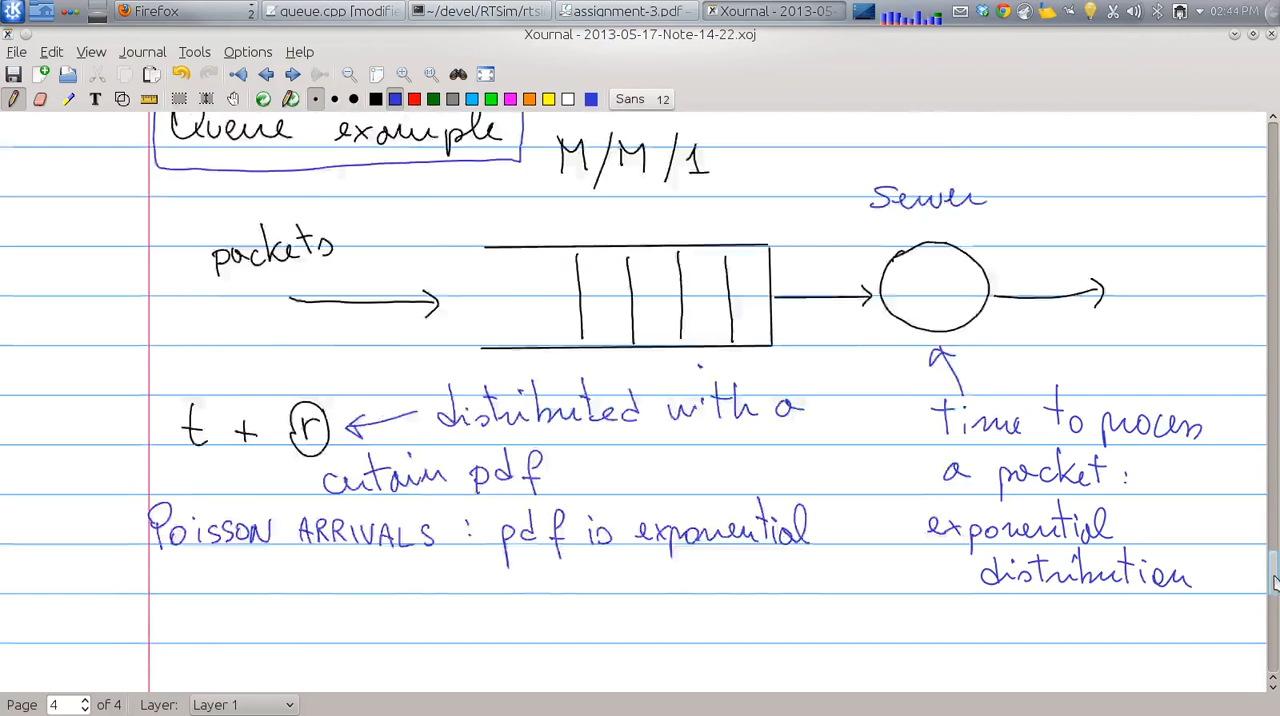 Firefox
2
queue.cpp [modifie
~/.devel/RTSim/rts
assignment-3.pdf –
Xournal - 2013-05-
02:44 PM
Xournal - 2013-05-17-Note-14-22.xoj
File Edit View Journal Tools Options Help
Sans 12
Queue example
M/M/1
Server
packets
t + r ← distributed with a
certain pdf
time to process
a packet:
exponential
distribution
POISSON ARRIVALS : pdf is exponential
Page 4 of 4 Layer: Layer 1